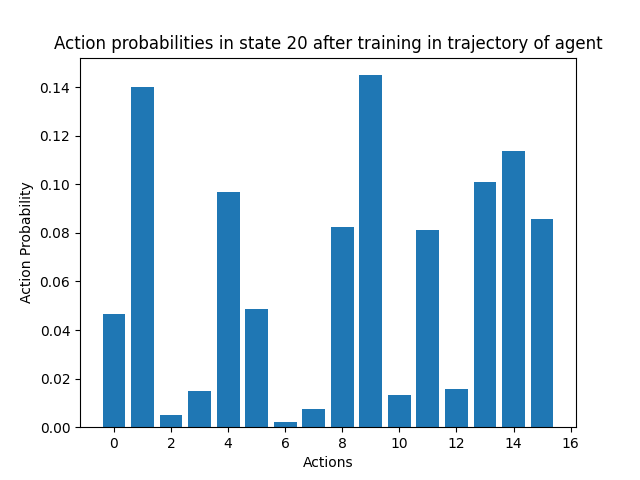 Action probabilities in state 20 after training in trajectory of agent
0.14
0.12
0.10
0.08
0.06
0.04
0.02
0.00
Action Probability
0 2 4 6 8 10 12 14 16
Actions